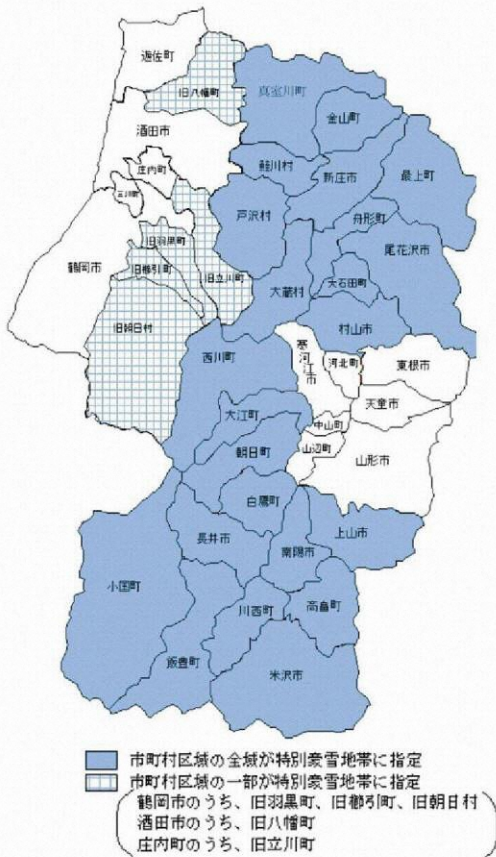 遊佐町
旧八幡町
真室川町
金山町
酒田市
庄内町
鮭川村
新庄市
最上町
三川町
戸沢村
舟形町
旧羽黒町
尾花沢市
鶴岡市
旧櫛引町
旧立川町
大蔵村
大石田町
旧朝日村
村山市
西川町
寒河江市
河北町
東根市
大江町
天童市
中山町
朝日町
山辺町
山形市
白鷹町
長井市
南陽市
上山市
小国町
川西町
高畠町
飯豊町
米沢市
市町村区域の全域が特別豪雪地帯に指定
市町村区域の一部が特別豪雪地帯に指定
鶴岡市のうち、旧羽黒町、旧櫛引町、旧朝日村
酒田市のうち、旧八幡町
庄内町のうち、旧立川町